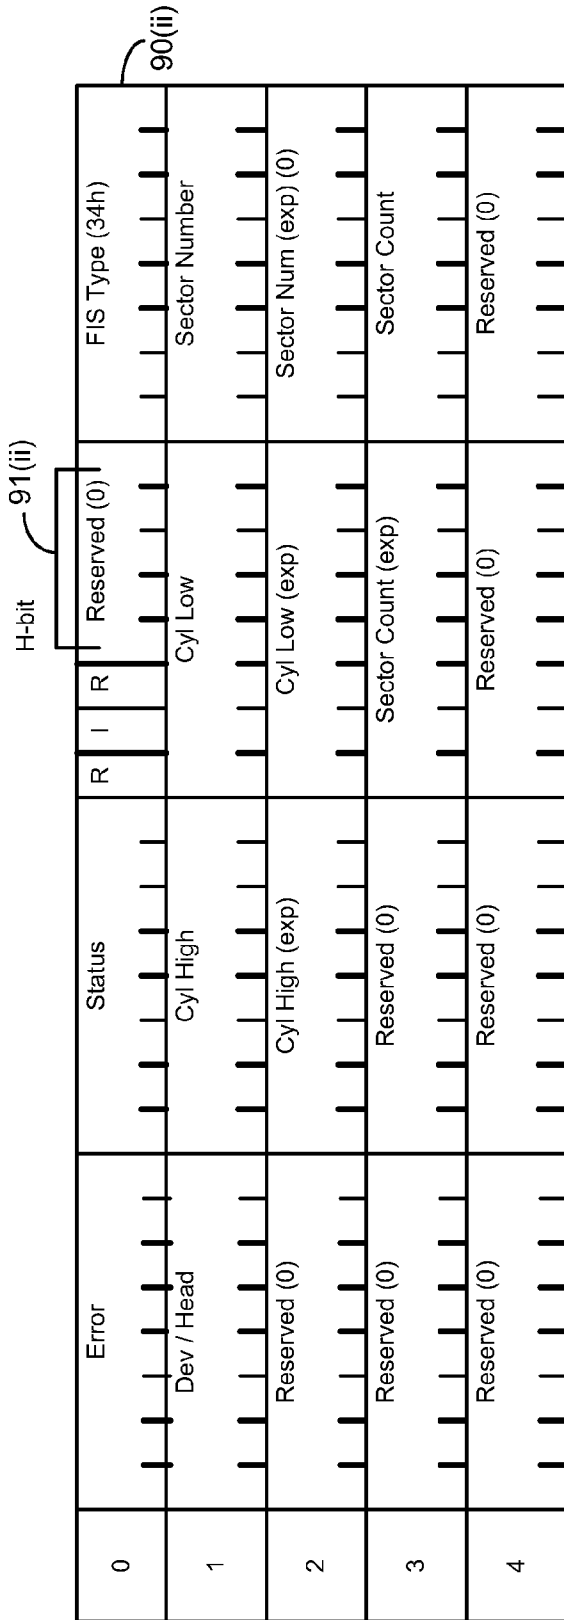 90(ii)
H-bit
91(ii)
0 Error Status R I R Reserved (0) FIS Type (34h)
1 Dev / Head Cyl High Cyl Low Sector Number
2 Reserved (0) Cyl High (exp) Cyl Low (exp) Sector Num (exp) (0)
3 Reserved (0) Reserved (0) Sector Count (exp) Sector Count
4 Reserved (0) Reserved (0) Reserved (0) Reserved (0)